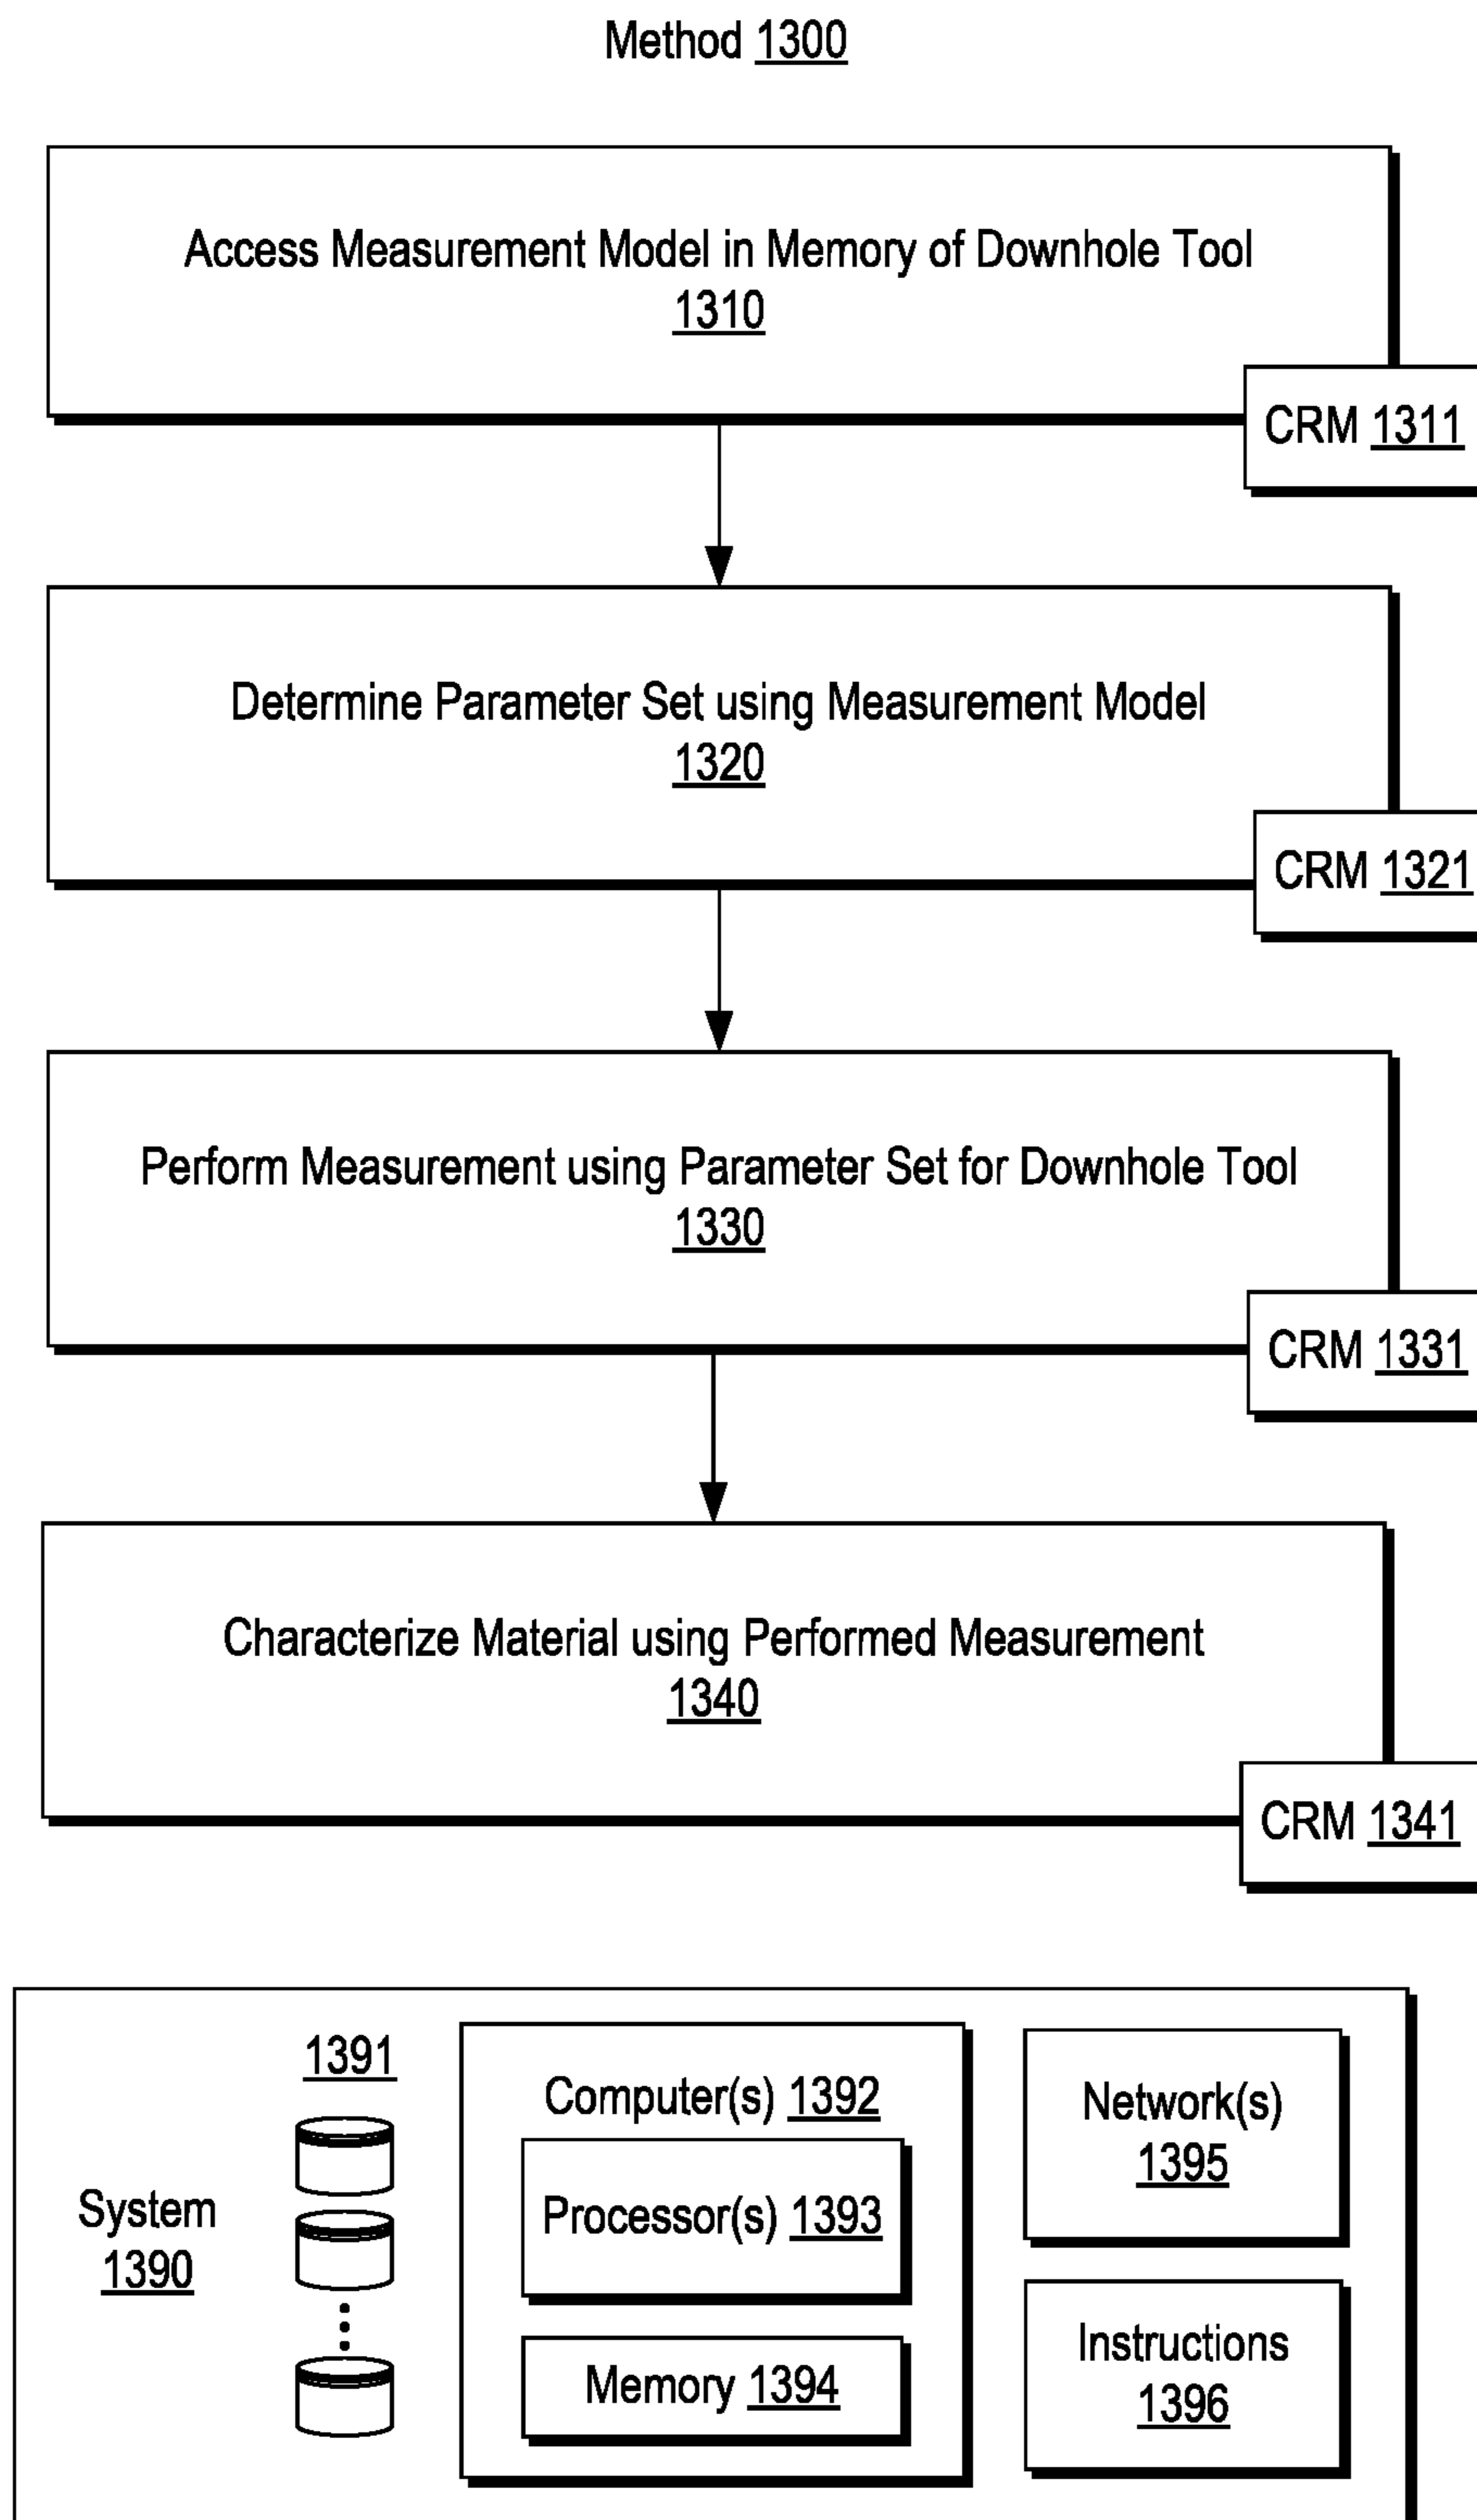 Method 1300
Access Measurement Model in Memory of Downhole Tool
1310
CRM 1311
Determine Parameter Set using Measurement Model
1320
CRM 1321
Perform Measurement using Parameter Set for Downhole Tool
1330
CRM 1331
Characterize Material using Performed Measurement
1340
CRM 1341
System
1390
1391
Computer(s) 1392
Processor(s) 1393
Memory 1394
Network(s)
1395
Instructions
1396